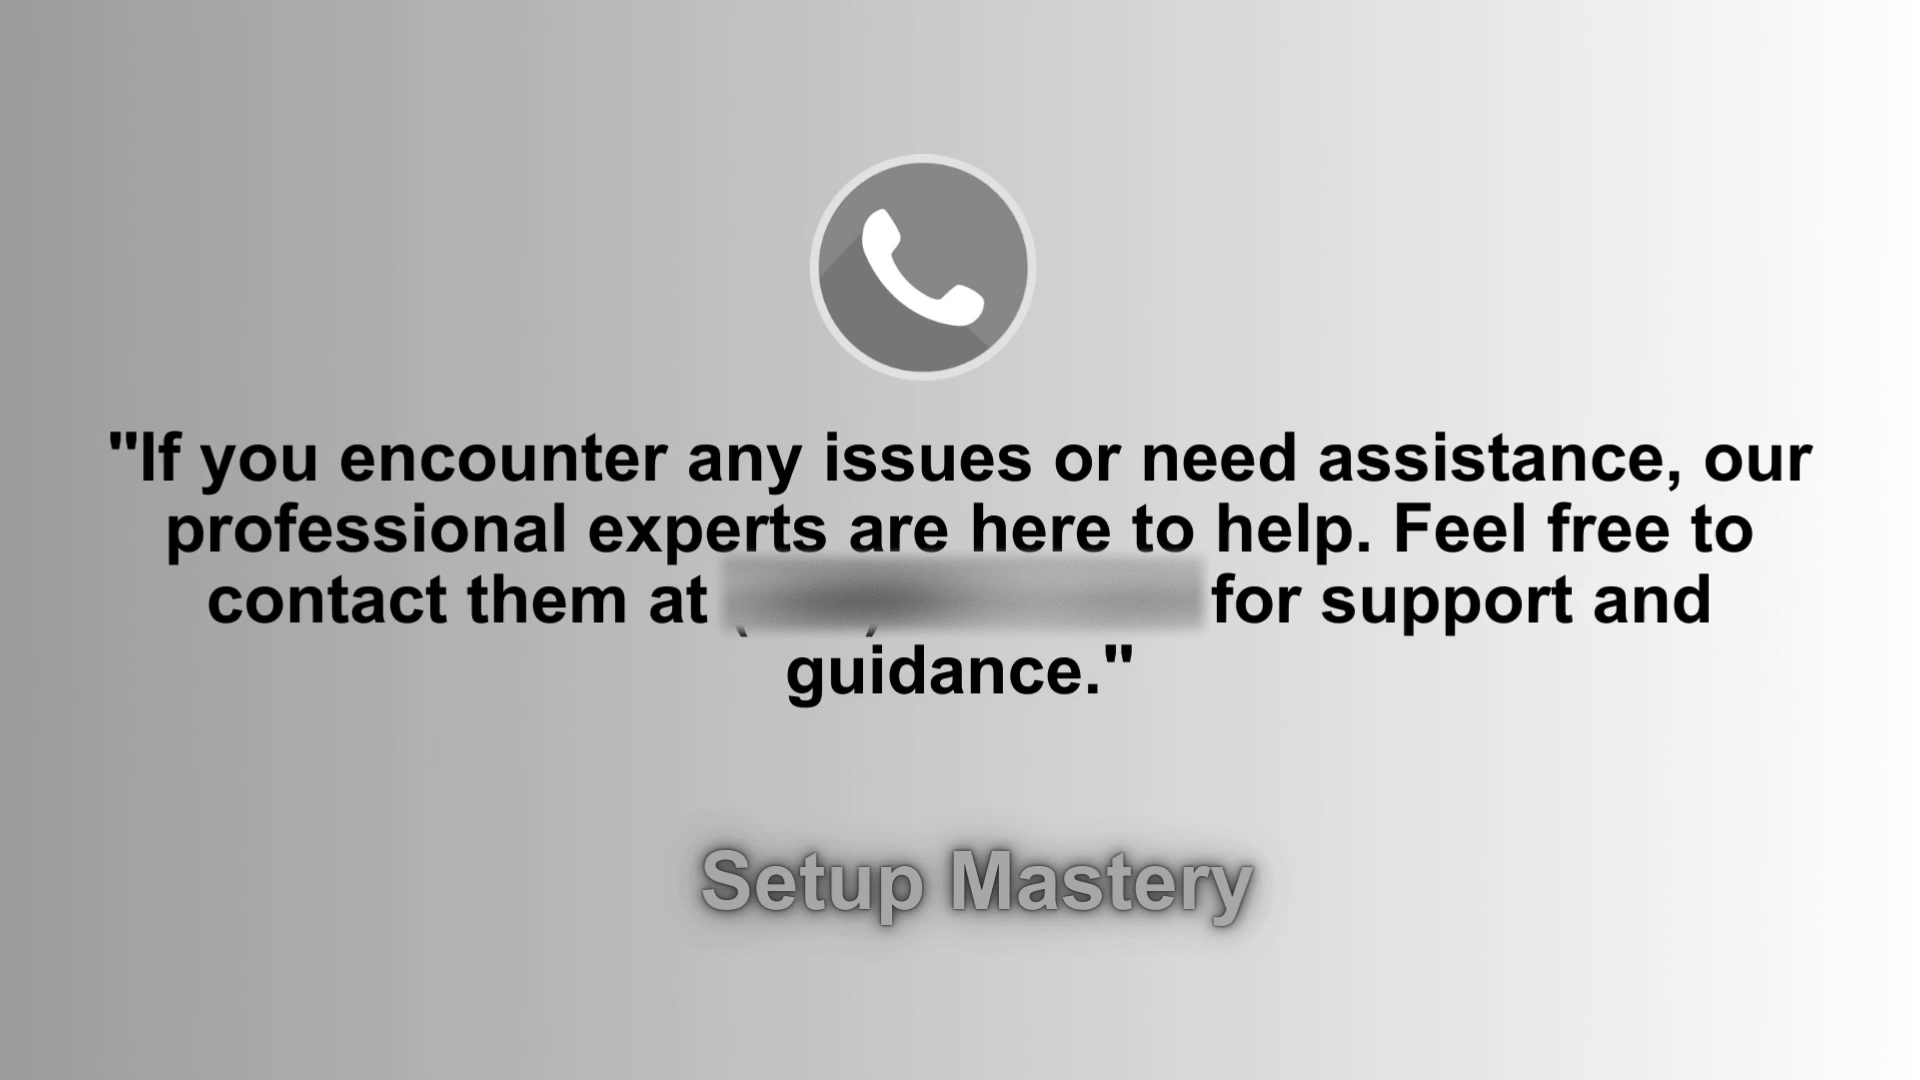 "If you encounter any issues or need assistance, our
professional experts are here to help. Feel free to
contact them at for support and
guidance."
Setup Mastery